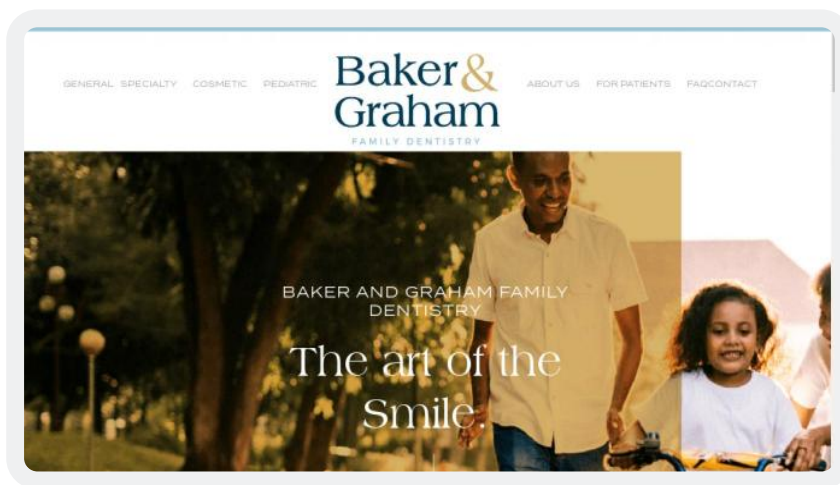 GENERAL SPECIALTY COSMETIC PEDIATRIC
Baker&
Graham
FAMILY DENTISTRY
ABOUT US FOR PATIENTS FAQCONTACT
BAKER AND GRAHAM FAMILY
DENTISTRY
The art of the
Smile.